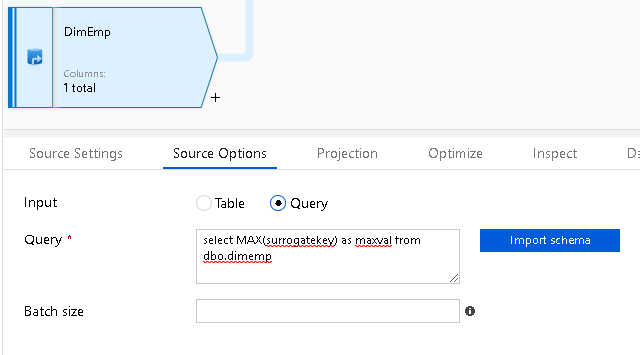 DimEmp
Columns:
1 total
+
Source Settings Source Options Projection Optimize Inspect
Input Table Query
Query * select MAX(surrogatekey) as maxval from
dbo.dimemp
Import schema
Batch size